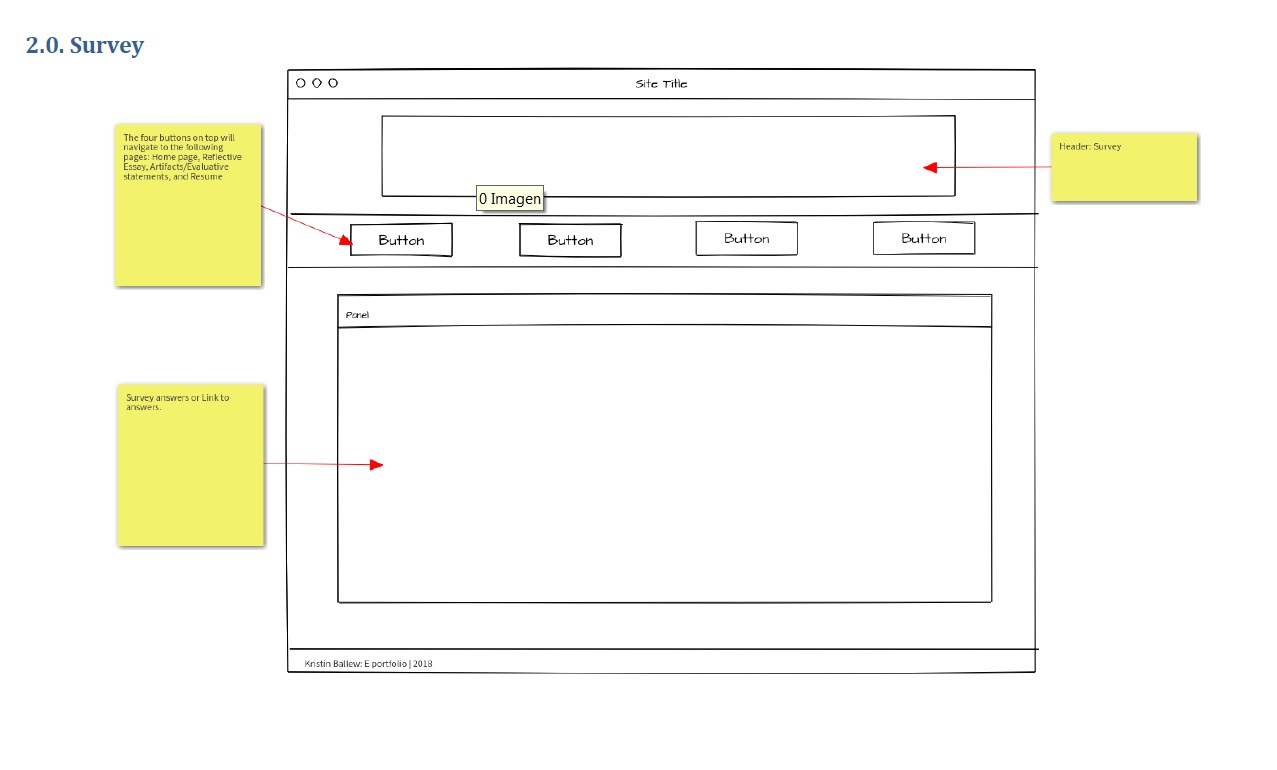 2.0. Survey
Site Title
The four buttons on top will
navigate to the following
pages: Home page, Reflective
Essay, Artifacts/Evaluative
statements, and Resume
Header: Survey
0 Imagen
Button
Button
Button
Button
Panel
Survey answers or Link to
answers.
Kristin Ballew: E portfolio | 2018